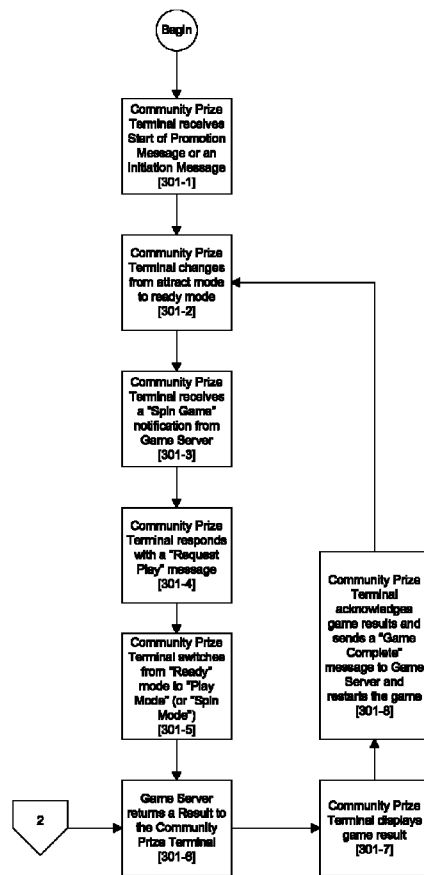 Begin
Community Prize
Terminal receives
Start of Promotion
Message or an
Initiation Message
[301-1]
Community Prize
Terminal changes
from attract mode
to ready mode
[301-2]
Community Prize
Terminal receives
a "Spin Game"
notification from
Game Server
[301-3]
Community Prize
Terminal responds
with a "Request
Play" message
[301-4]
Community Prize
Terminal switches
from "Ready"
mode to "Play
Mode" (or "Spin
Mode")
[301-5]
2
Game Server
returns a Result to
the Community
Prize Terminal
[301-6]
Community Prize
Terminal displays
game result
[301-7]
Community Prize
Terminal
acknowledges
game results and
sends a "Game
Complete"
message to Game
Server and
restarts the game
[301-8]